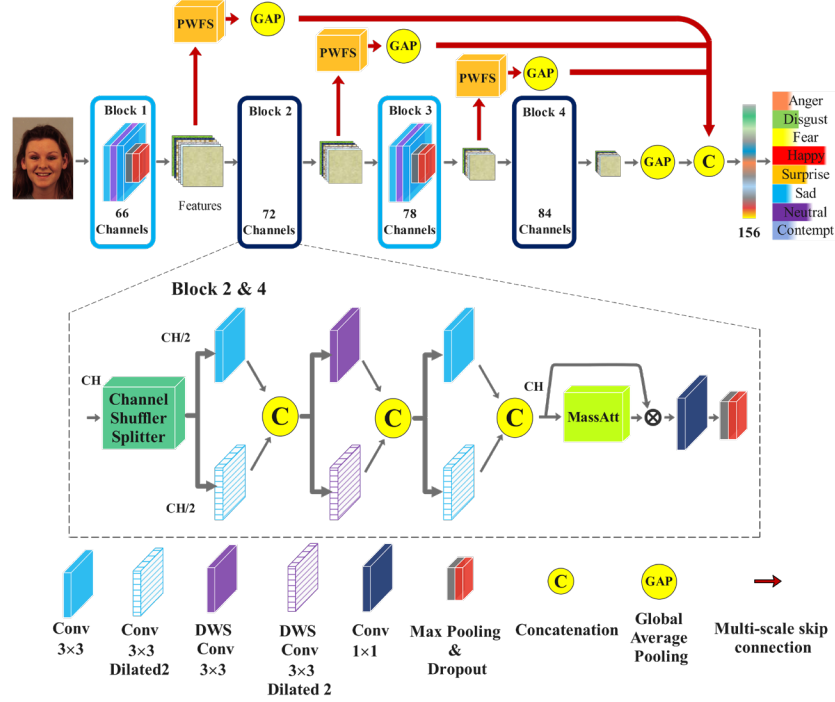 PWFS
GAP
PWFS
GAP
PWFS
GAP
Block 1
66
Channels
Features
Block 2
72
Channels
Block 3
78
Channels
Block 4
84
Channels
GAP
C
156
Anger
Disgust
Fear
Happy
Surprise
Sad
Neutral
Contempt
Block 2 & 4
CH
Channel
Shuffler
Splitter
CH/2
CH/2
C
C
C
CH
MassAtt
Conv
3×3
Conv
3×3
Dilated2
DWS
Conv
3×3
DWS
Conv
3×3
Dilated 2
Conv
1×1
Max Pooling
&
Dropout
C
Concatenation
GAP
Global
Average
Pooling
Multi-scale skip
connection